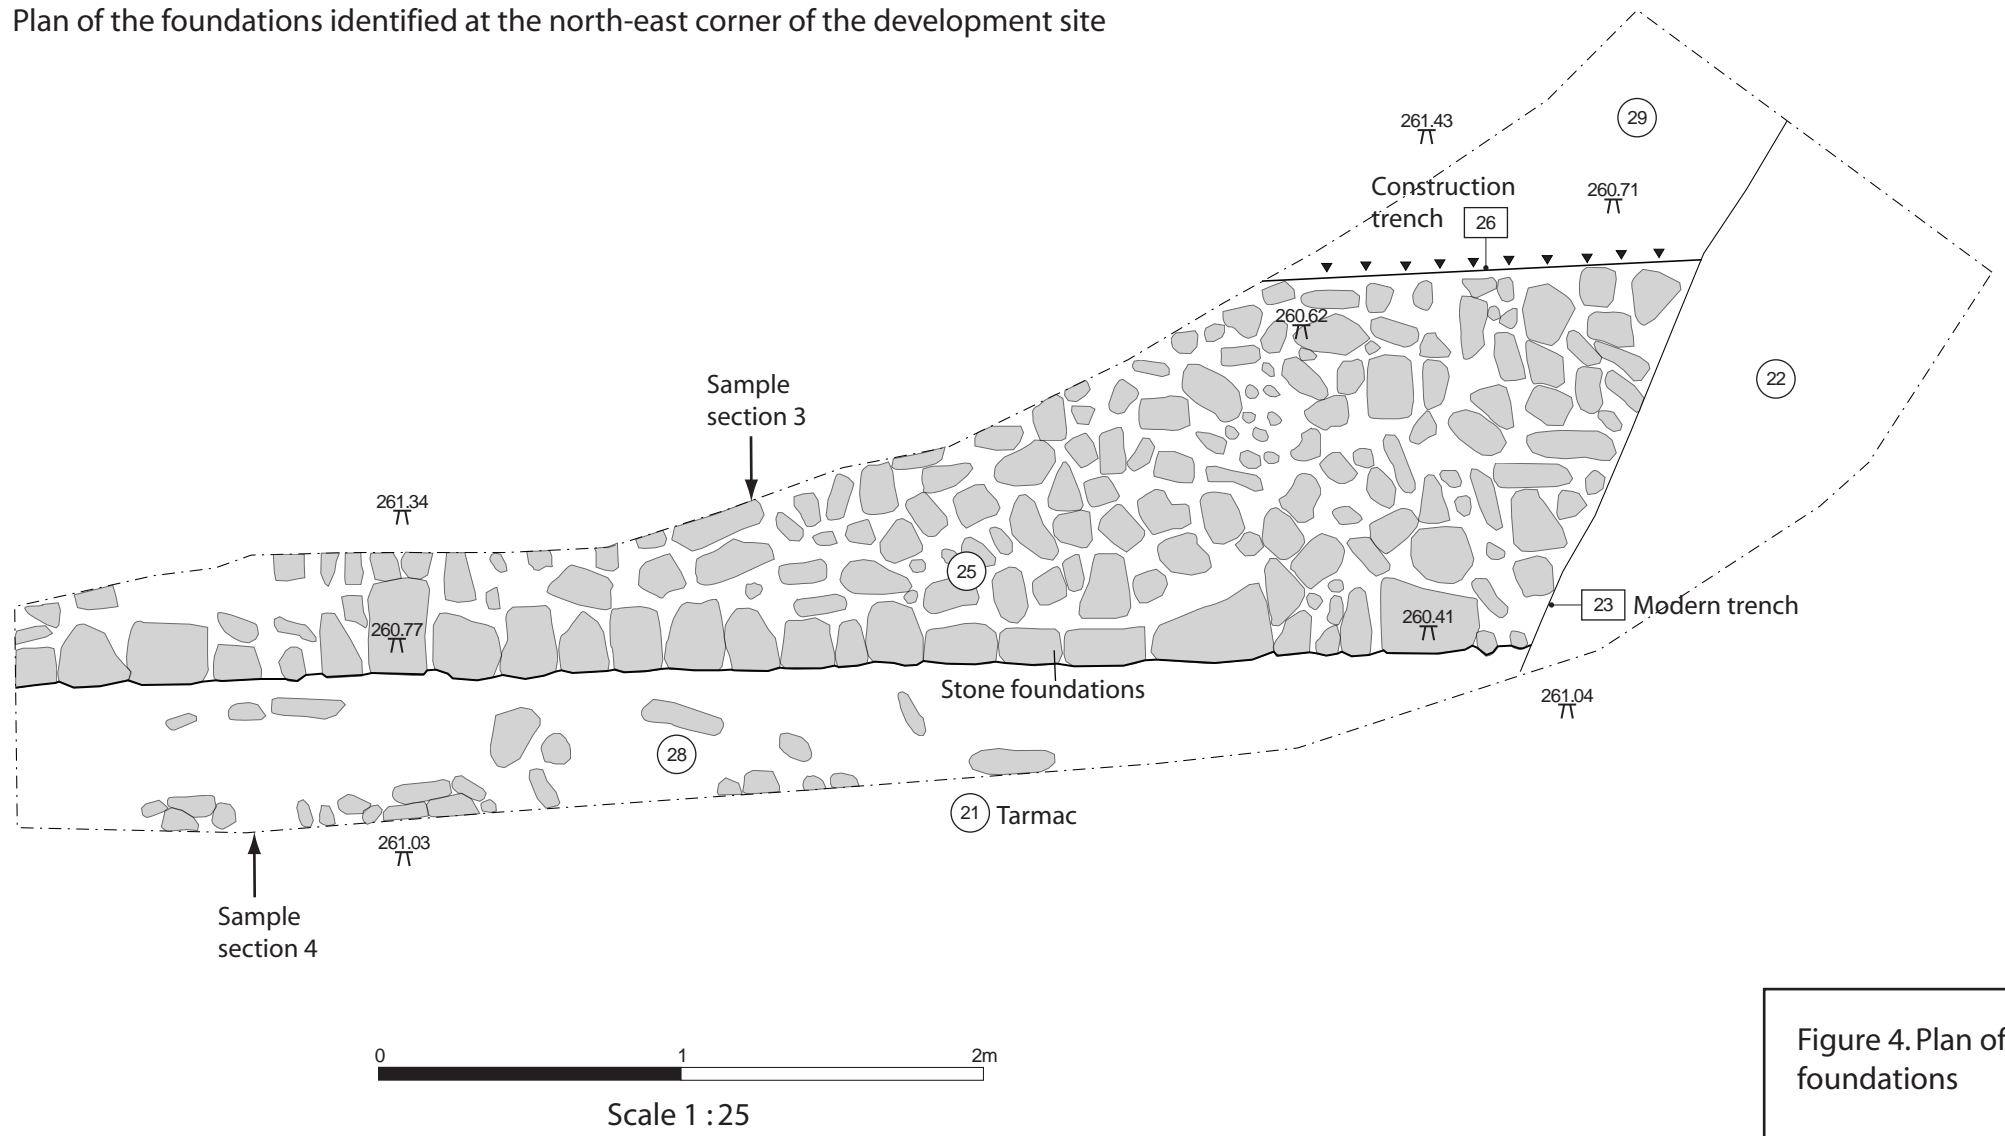 Plan of the foundations identified at the north-east corner of the development site
261.43
29
Construction
trench
26
260.71
260.62
22
Sample
section 3
261.34
25
260.77
260.41
23
Modern trench
Stone foundations
261.04
28
21 Tarmac
261.03
Sample
section 4
0 1 2m
Scale 1 : 25
Figure 4. Plan of
foundations